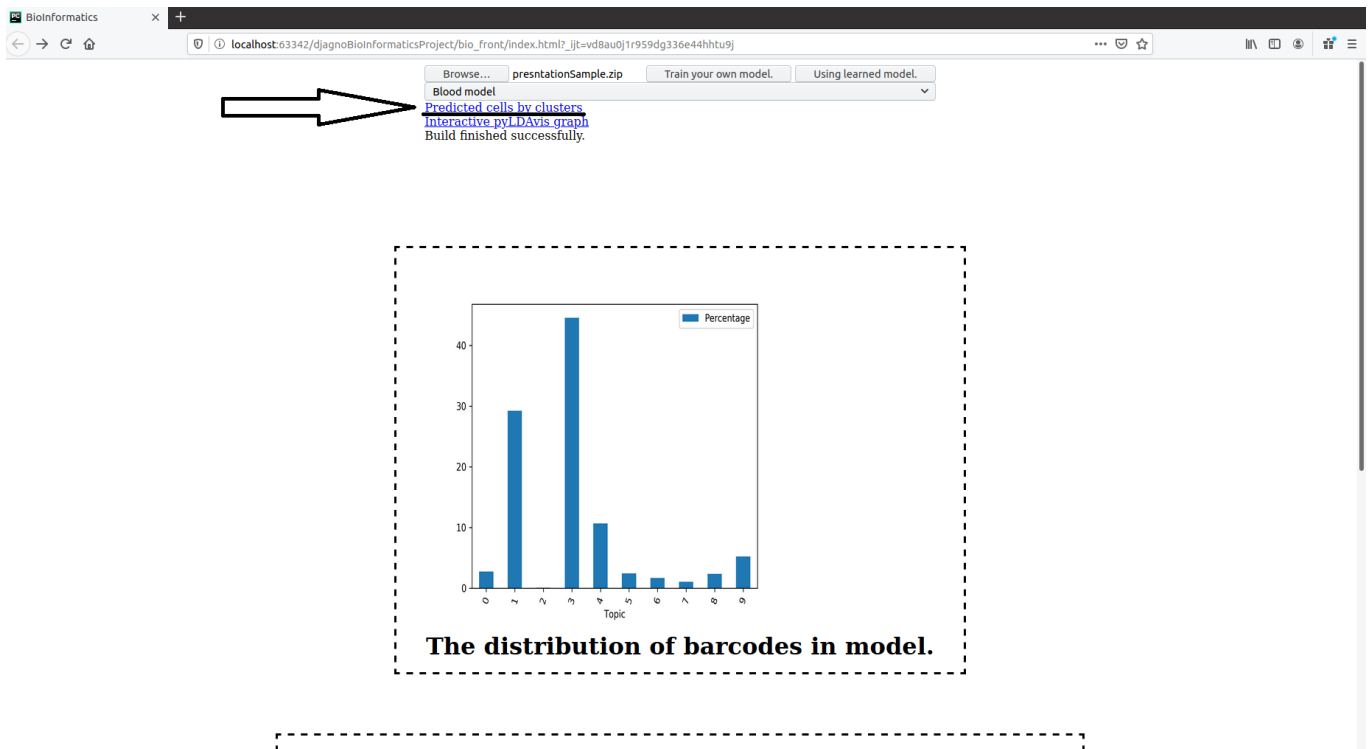 BioInformatics
localhost:63342/djagnoBioInformaticsProject/bio_front/index.html?_ijt=vd8au0j1r959dg336e44hhtu9j
Browse... presntationSample.zip Train your own model. Using learned model.
Blood model
Predicted cells by clusters
Interactive pyLDAvis graph
Build finished successfully.
Percentage
40
30
20
10
0
0 1 2 3 4 5 6 7 8 9
Topic
The distribution of barcodes in model.